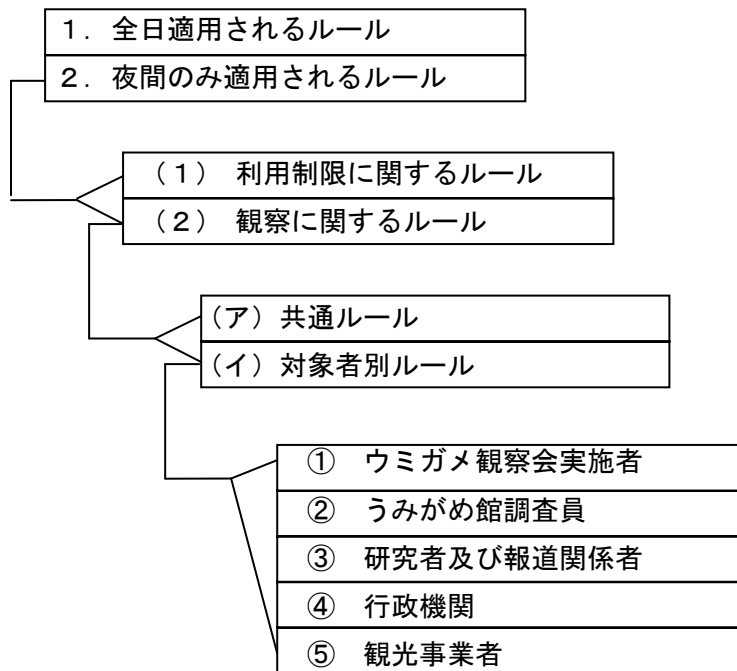 １．全日適用されるルール
２．夜間のみ適用されるルール
（１） 利用制限に関するルール
（２） 観察に関するルール
（ア）共通ルール
（イ）対象者別ルール
① ウミガメ観察会実施者
② うみがめ館調査員
③ 研究者及び報道関係者
④ 行政機関
⑤ 観光事業者